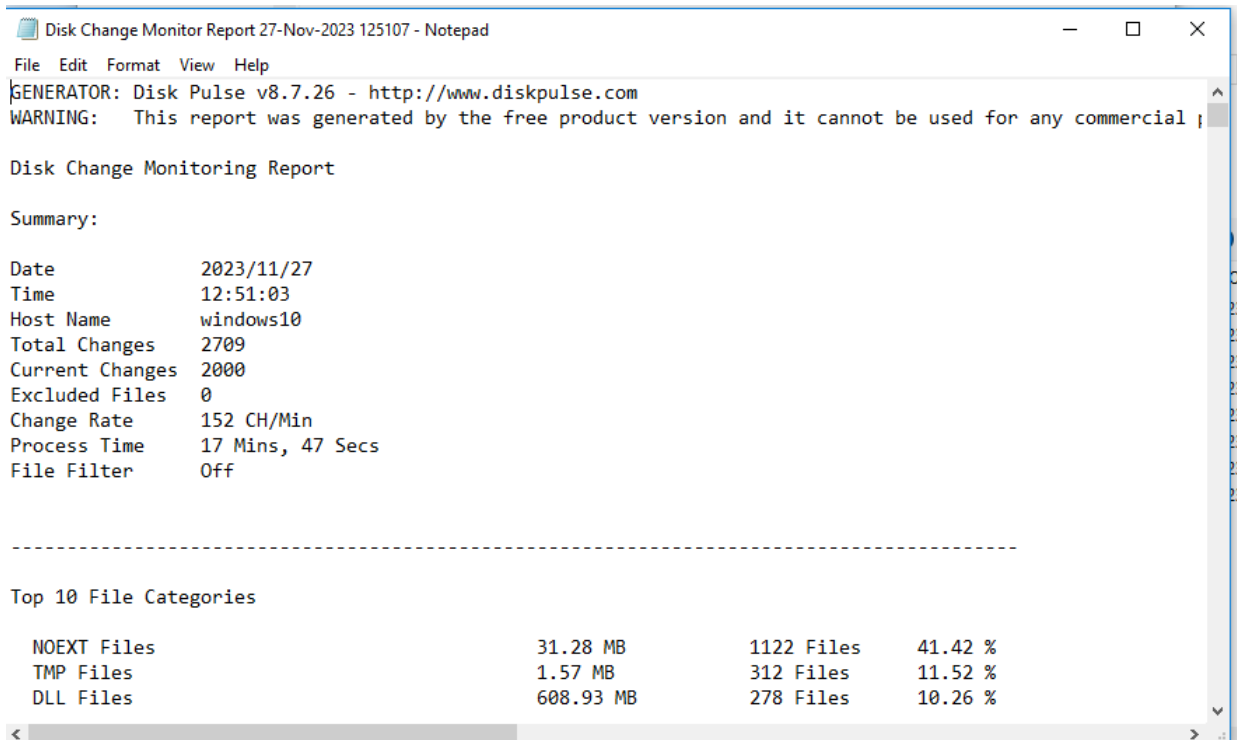 Disk Change Monitor Report 27-Nov-2023 125107 - Notepad
File Edit Format View Help
GENERATOR: Disk Pulse v8.7.26 - http://www.diskpulse.com
WARNING: This report was generated by the free product version and it cannot be used for any commercial
Disk Change Monitoring Report
Summary:
Date 2023/11/27
Time 12:51:03
Host Name windows10
Total Changes 2709
Current Changes 2000
Excluded Files 0
Change Rate 152 CH/Min
Process Time 17 Mins, 47 Secs
File Filter Off
------------------------------------------------------------------------------------------
Top 10 File Categories
NOEXT Files 31.28 MB 1122 Files 41.42 %
TMP Files 1.57 MB 312 Files 11.52 %
DLL Files 608.93 MB 278 Files 10.26 %